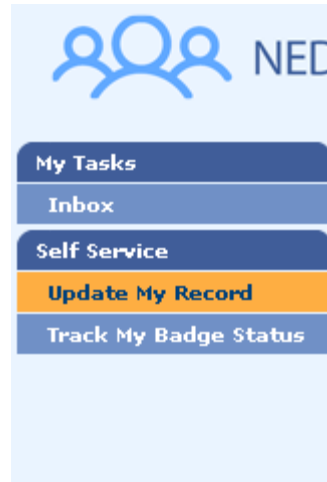 NED
My Tasks
Inbox
Self Service
Update My Record
Track My Badge Status